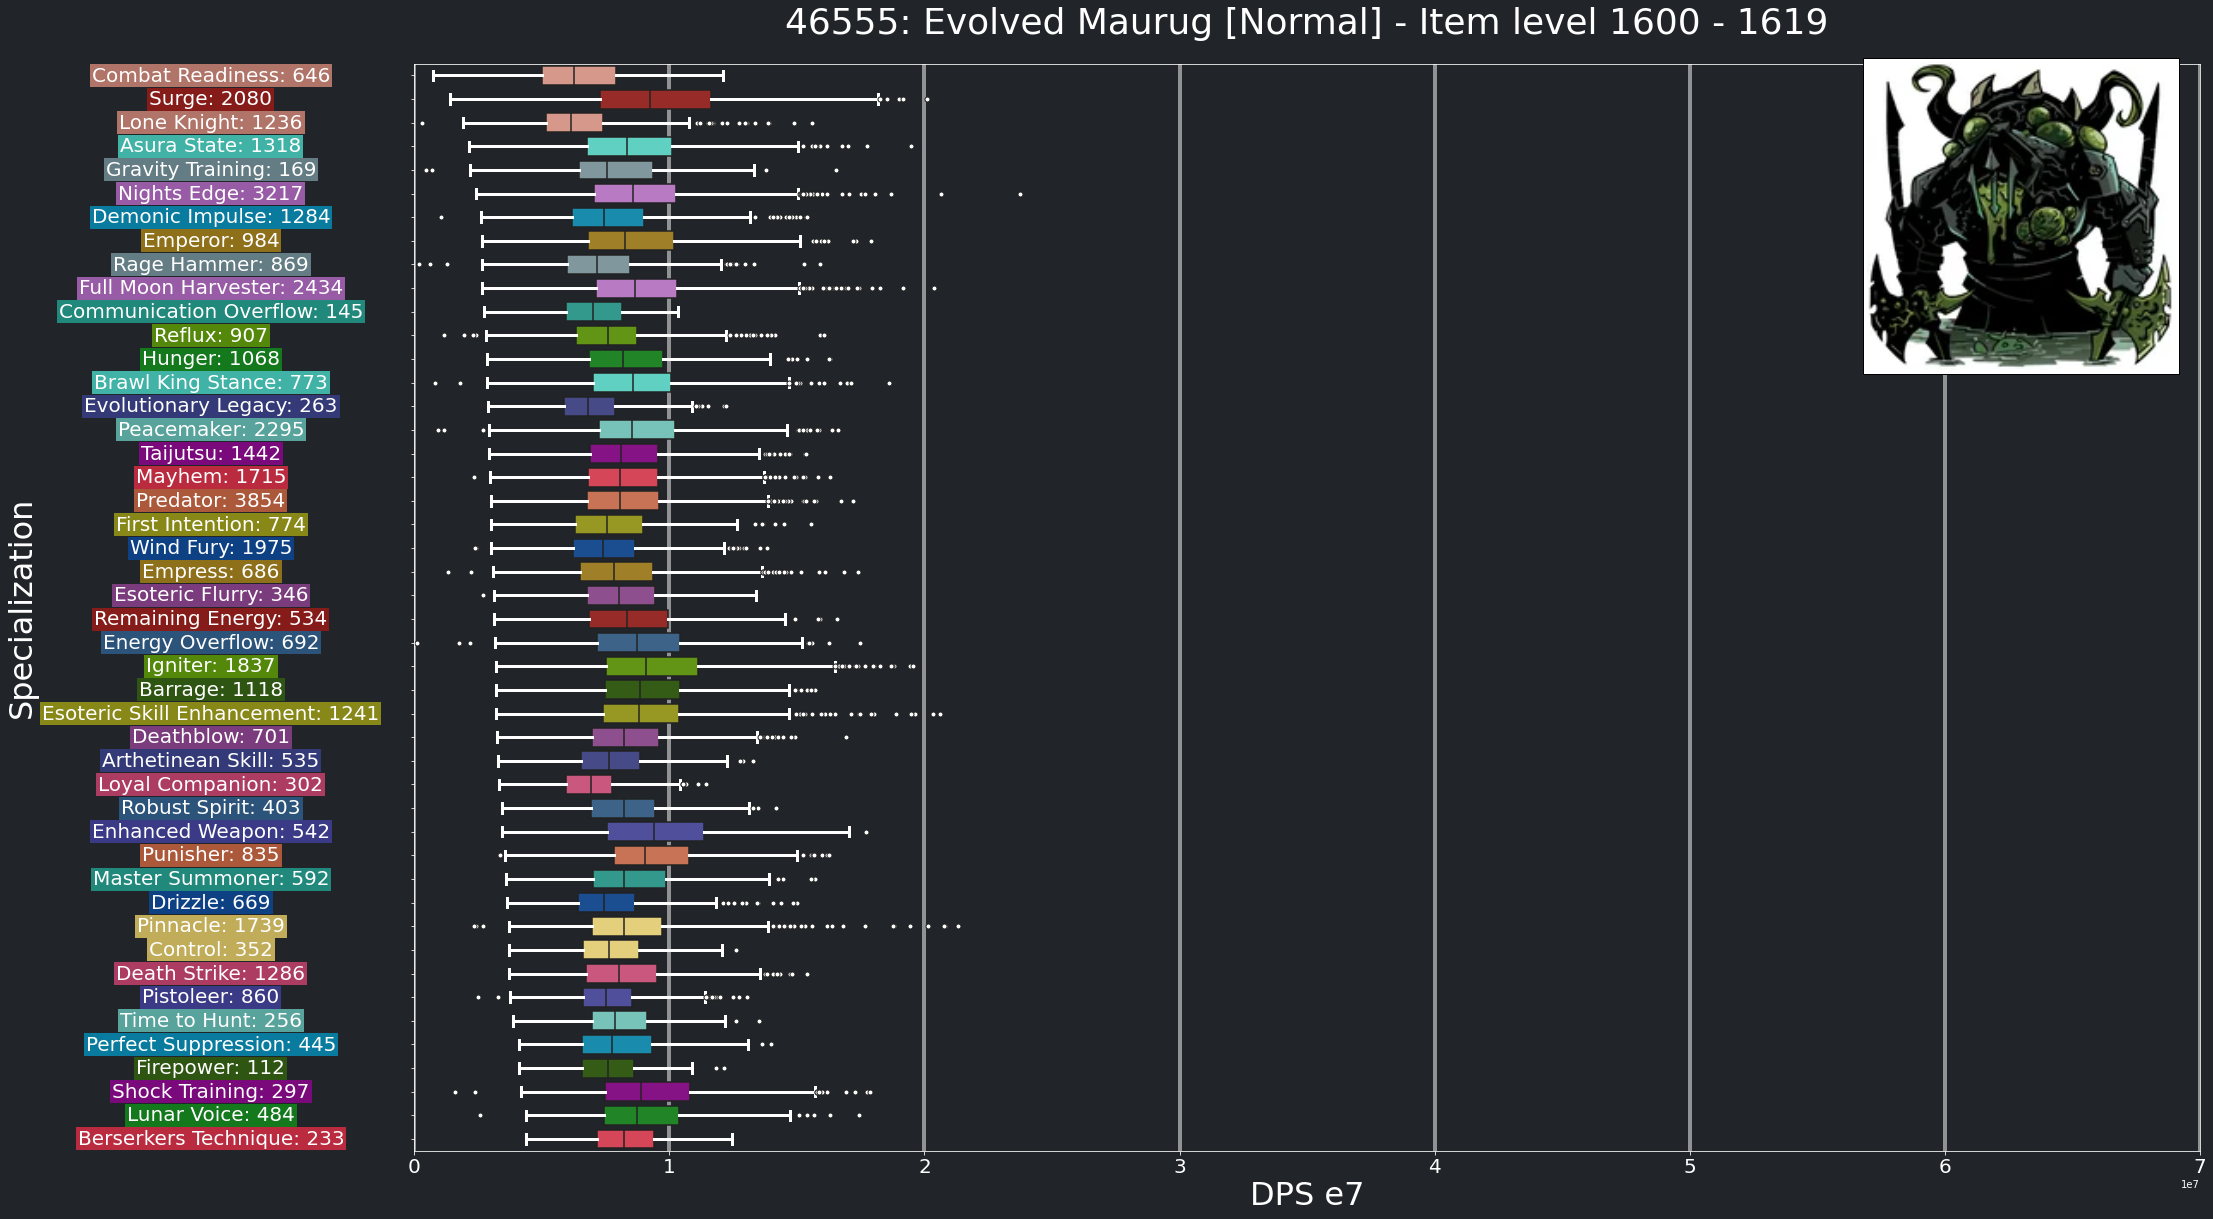 46555: Evolved Maurug [Normal] - Item level 1600 - 1619
Combat Readiness: 646
Surge: 2080
Lone Knight: 1236
Asura State: 1318
Gravity Training: 169
Nights Edge: 3217
Demonic Impulse: 1284
Emperor: 984
Rage Hammer: 869
Full Moon Harvester: 2434
Communication Overflow: 145
Reflux: 907
Hunger: 1068
Brawl King Stance: 773
Evolutionary Legacy: 263
Peacemaker: 2295
Taijutsu: 1442
Mayhem: 1715
Predator: 3854
First Intention: 774
Wind Fury: 1975
Empress: 686
Esoteric Flurry: 346
Remaining Energy: 534
Energy Overflow: 692
Igniter: 1837
Barrage: 1118
Esoteric Skill Enhancement: 1241
Deathblow: 701
Arthetinean Skill: 535
Loyal Companion: 302
Robust Spirit: 403
Enhanced Weapon: 542
Punisher: 835
Master Summoner: 592
Drizzle: 669
Pinnacle: 1739
Control: 352
Death Strike: 1286
Pistoleer: 860
Time to Hunt: 256
Perfect Suppression: 445
Firepower: 112
Shock Training: 297
Lunar Voice: 484
Berserkers Technique: 233
Specialization
0 1 2 3 4 5 6 7
1e7
DPS e7